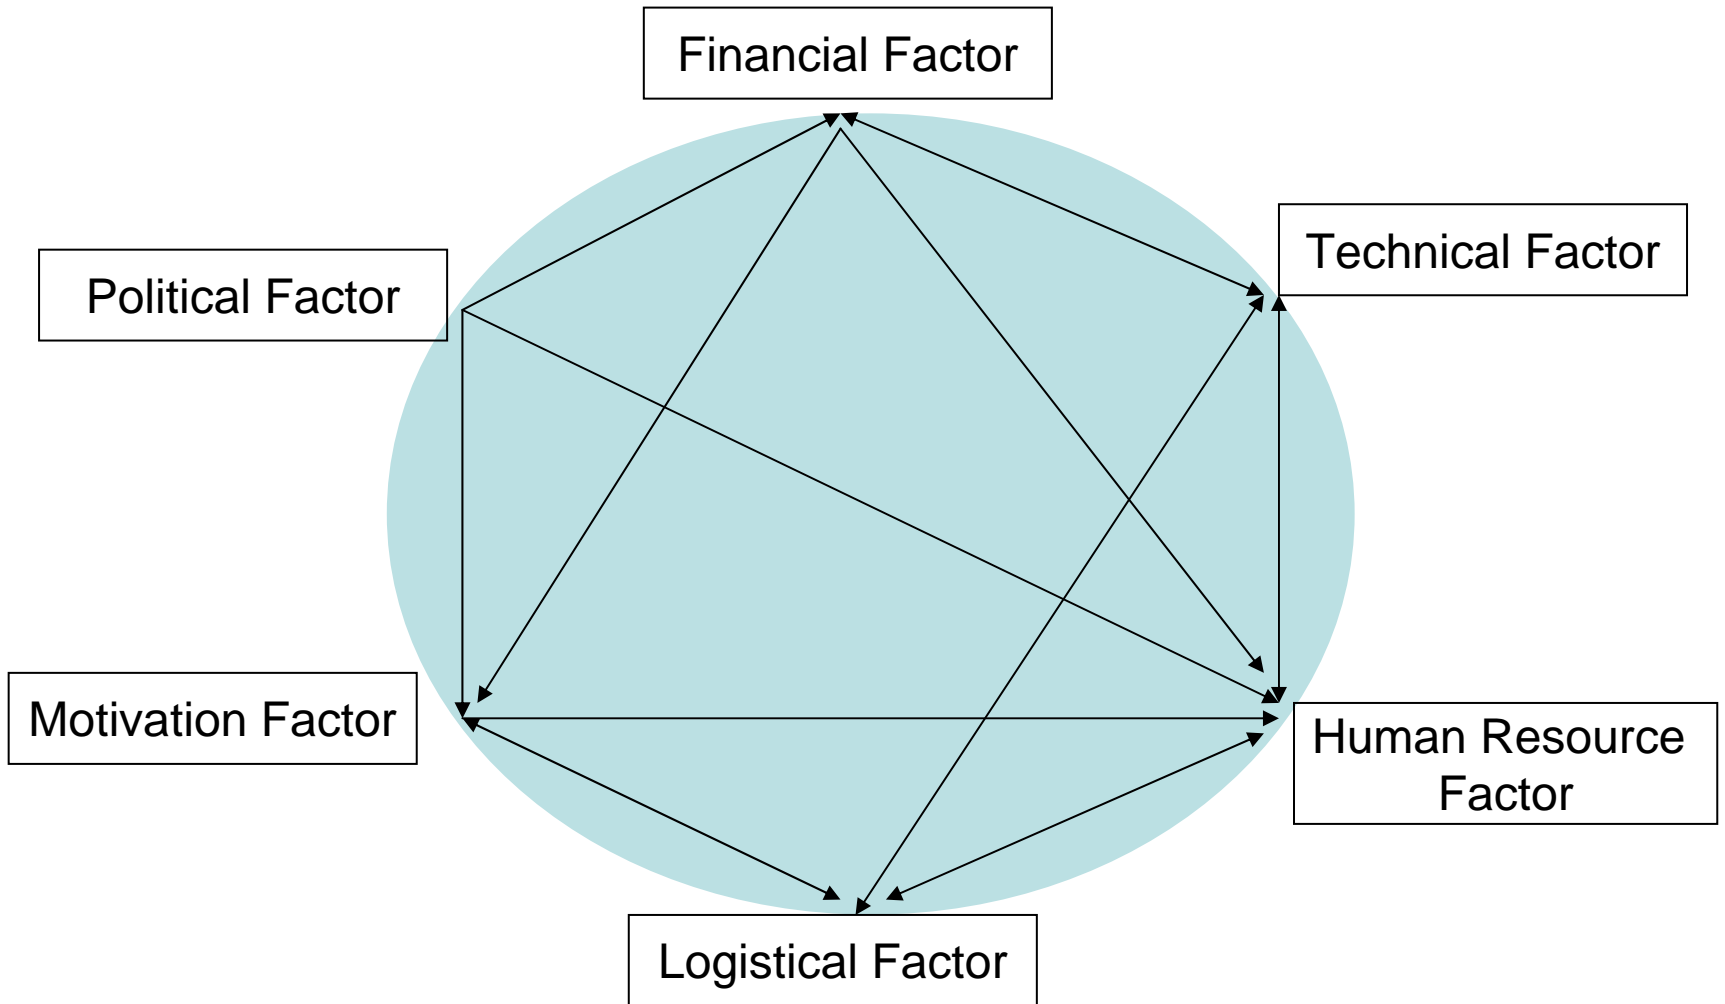 Financial Factor
Technical Factor
Political Factor
Motivation Factor
Human Resource
Factor
Logistical Factor